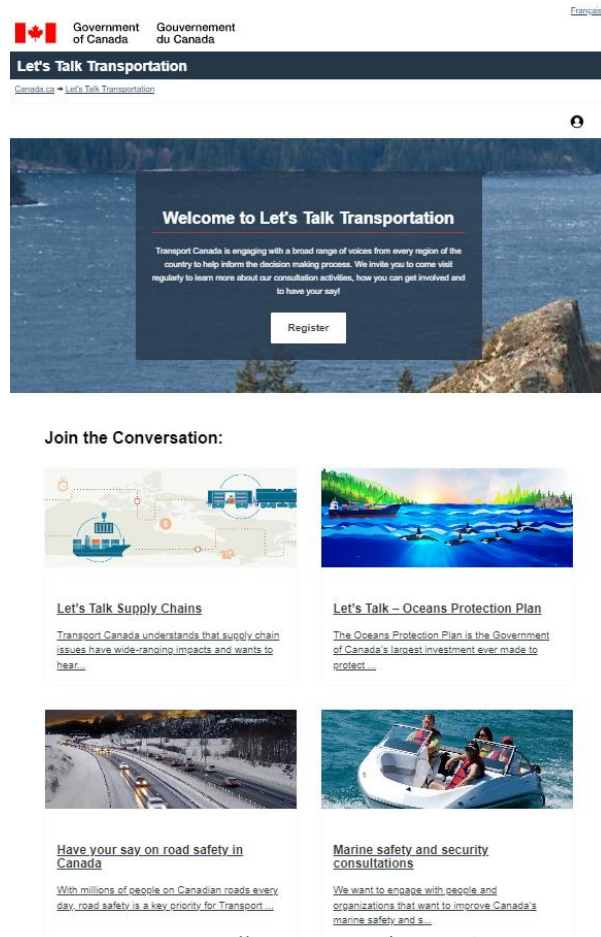 Français
Government Gouvernement
of Canada du Canada
Let's Talk Transportation
Canada.ca ➔ Let's Talk Transportation
Welcome to Let's Talk Transportation
Transport Canada is engaging with a broad range of voices from every region of the
country to help inform the decision making process. We invite you to come visit
regularly to learn more about our consultation activities, how you can get involved and
to have your say!
Register
Join the Conversation:
Let's Talk Supply Chains
Transport Canada understands that supply chain
issues have wide-ranging impacts and wants to
hear...
Let's Talk – Oceans Protection Plan
The Oceans Protection Plan is the Government
of Canada's largest investment ever made to
protect ...
Have your say on road safety in
Canada
With millions of people on Canadian roads every
day, road safety is a key priority for Transport ...
Marine safety and security
consultations
We want to engage with people and
organizations that want to improve Canada's
marine safety and s...